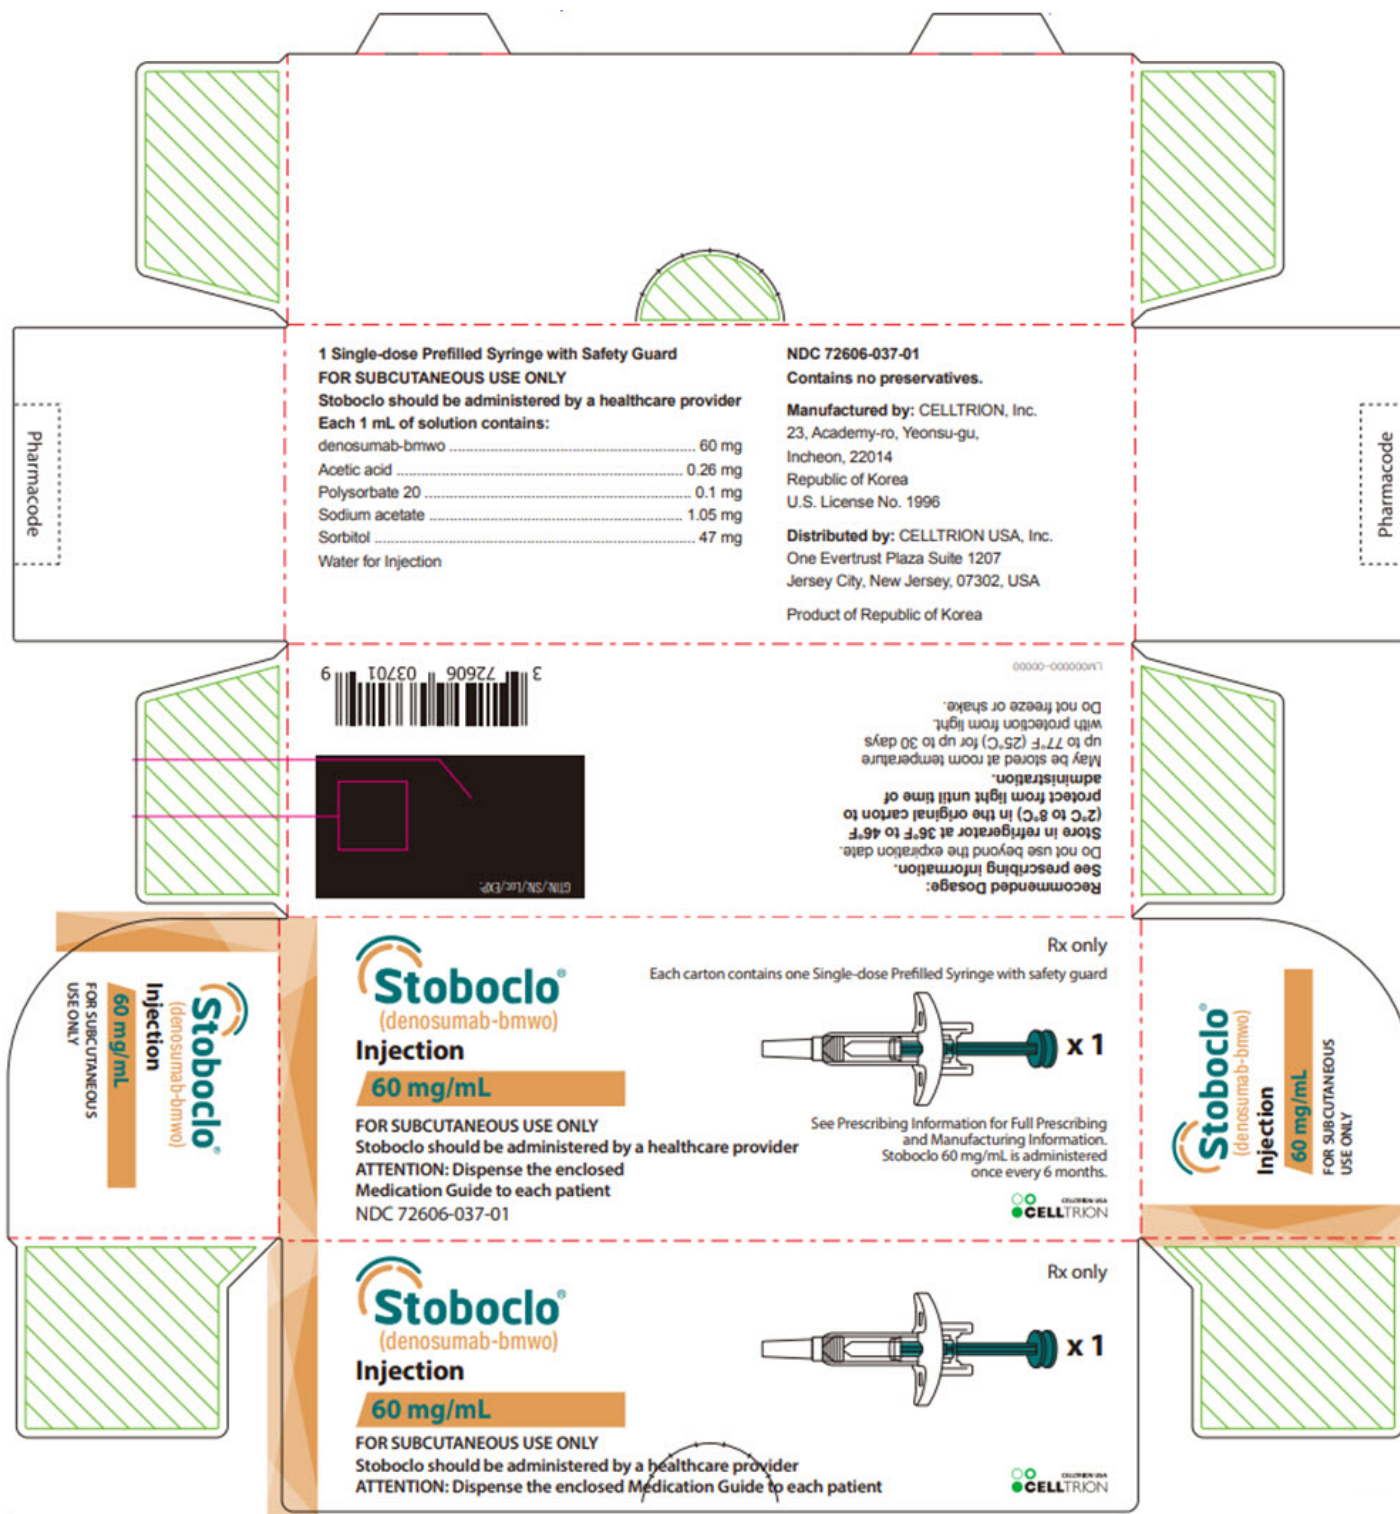 1 Single-dose Prefilled Syringe with Safety Guard
FOR SUBCUTANEOUS USE ONLY
Stoboclo should be administered by a healthcare provider
Each 1 mL of solution contains:
denosumab-bmwo ........ 60 mg
Acetic acid ........ 0.26 mg
Polysorbate 20 ........ 0.1 mg
Sodium acetate ........ 1.05 mg
Sorbitol ........ 47 mg
Water for Injection
NDC 72606-037-01
Contains no preservatives.
Manufactured by: CELLTRION, Inc.
23, Academy-ro, Yeonsu-gu,
Incheon, 22014
Republic of Korea
U.S. License No. 1996
Distributed by: CELLTRION USA, Inc.
One Evertrust Plaza Suite 1207
Jersey City, New Jersey, 07302, USA
Product of Republic of Korea
Pharmacode
Pharmacode
3 72606 03701 9
GTIN/SN/Lot/EXP:
Recommended Dosage:
See prescribing information.
Do not use beyond the expiration date.
Store in refrigerator at 36°F to 46°F
(2°C to 8°C) in the original carton to
protect from light until time of
administration.
May be stored at room temperature
up to 77°F (25°C) for up to 30 days
with protection from light.
Do not freeze or shake.
LM000000-00000
Stoboclo®
(denosumab-bmwo)
Injection
60 mg/mL
FOR SUBCUTANEOUS
USE ONLY
Stoboclo®
(denosumab-bmwo)
Injection
60 mg/mL
FOR SUBCUTANEOUS USE ONLY
Stoboclo should be administered by a healthcare provider
ATTENTION: Dispense the enclosed
Medication Guide to each patient
NDC 72606-037-01
Rx only
Each carton contains one Single-dose Prefilled Syringe with safety guard
x 1
See Prescribing Information for Full Prescribing
and Manufacturing Information.
Stoboclo 60 mg/mL is administered
once every 6 months.
CELLTRION USA
CELLTRION
Stoboclo®
(denosumab-bmwo)
Injection
60 mg/mL
FOR SUBCUTANEOUS
USE ONLY
Stoboclo®
(denosumab-bmwo)
Injection
60 mg/mL
FOR SUBCUTANEOUS USE ONLY
Stoboclo should be administered by a healthcare provider
ATTENTION: Dispense the enclosed Medication Guide to each patient
Rx only
x 1
CELLTRION USA
CELLTRION